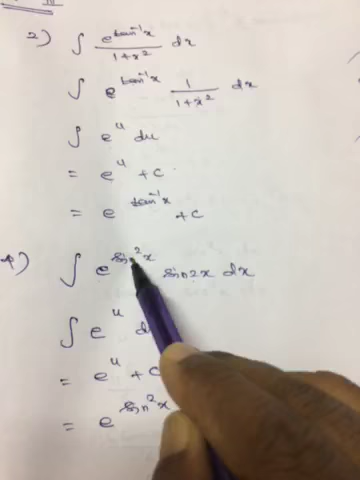 2) ∫ e^{tan⁻¹x} / 1+x² dx
∫ e^{tan⁻¹x} 1/1+x² dx
∫ e^u du
= e^u + c
= e^{tan⁻¹x} + c
4) ∫ e^{sin²x} sin2x dx
∫ e^u
= e^u + c
= e^{sin²x}